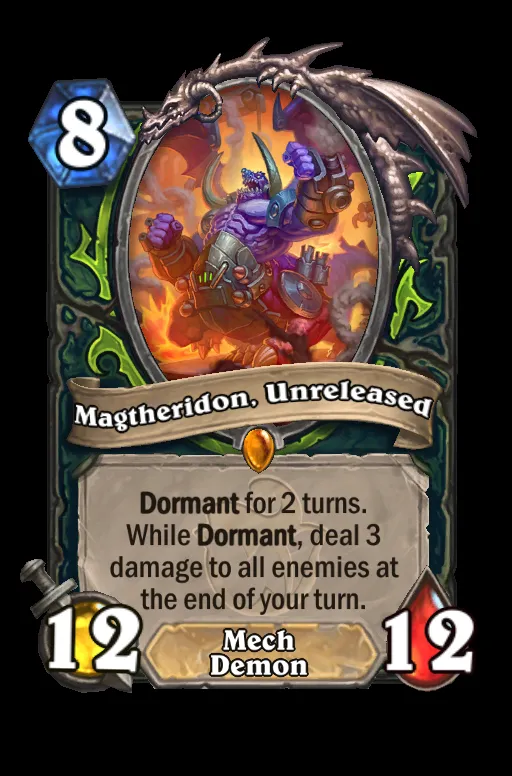 8
Magtheridon, Unreleased
Dormant for 2 turns.
While Dormant, deal 3
damage to all enemies at
the end of your turn.
12
Mech
Demon
12